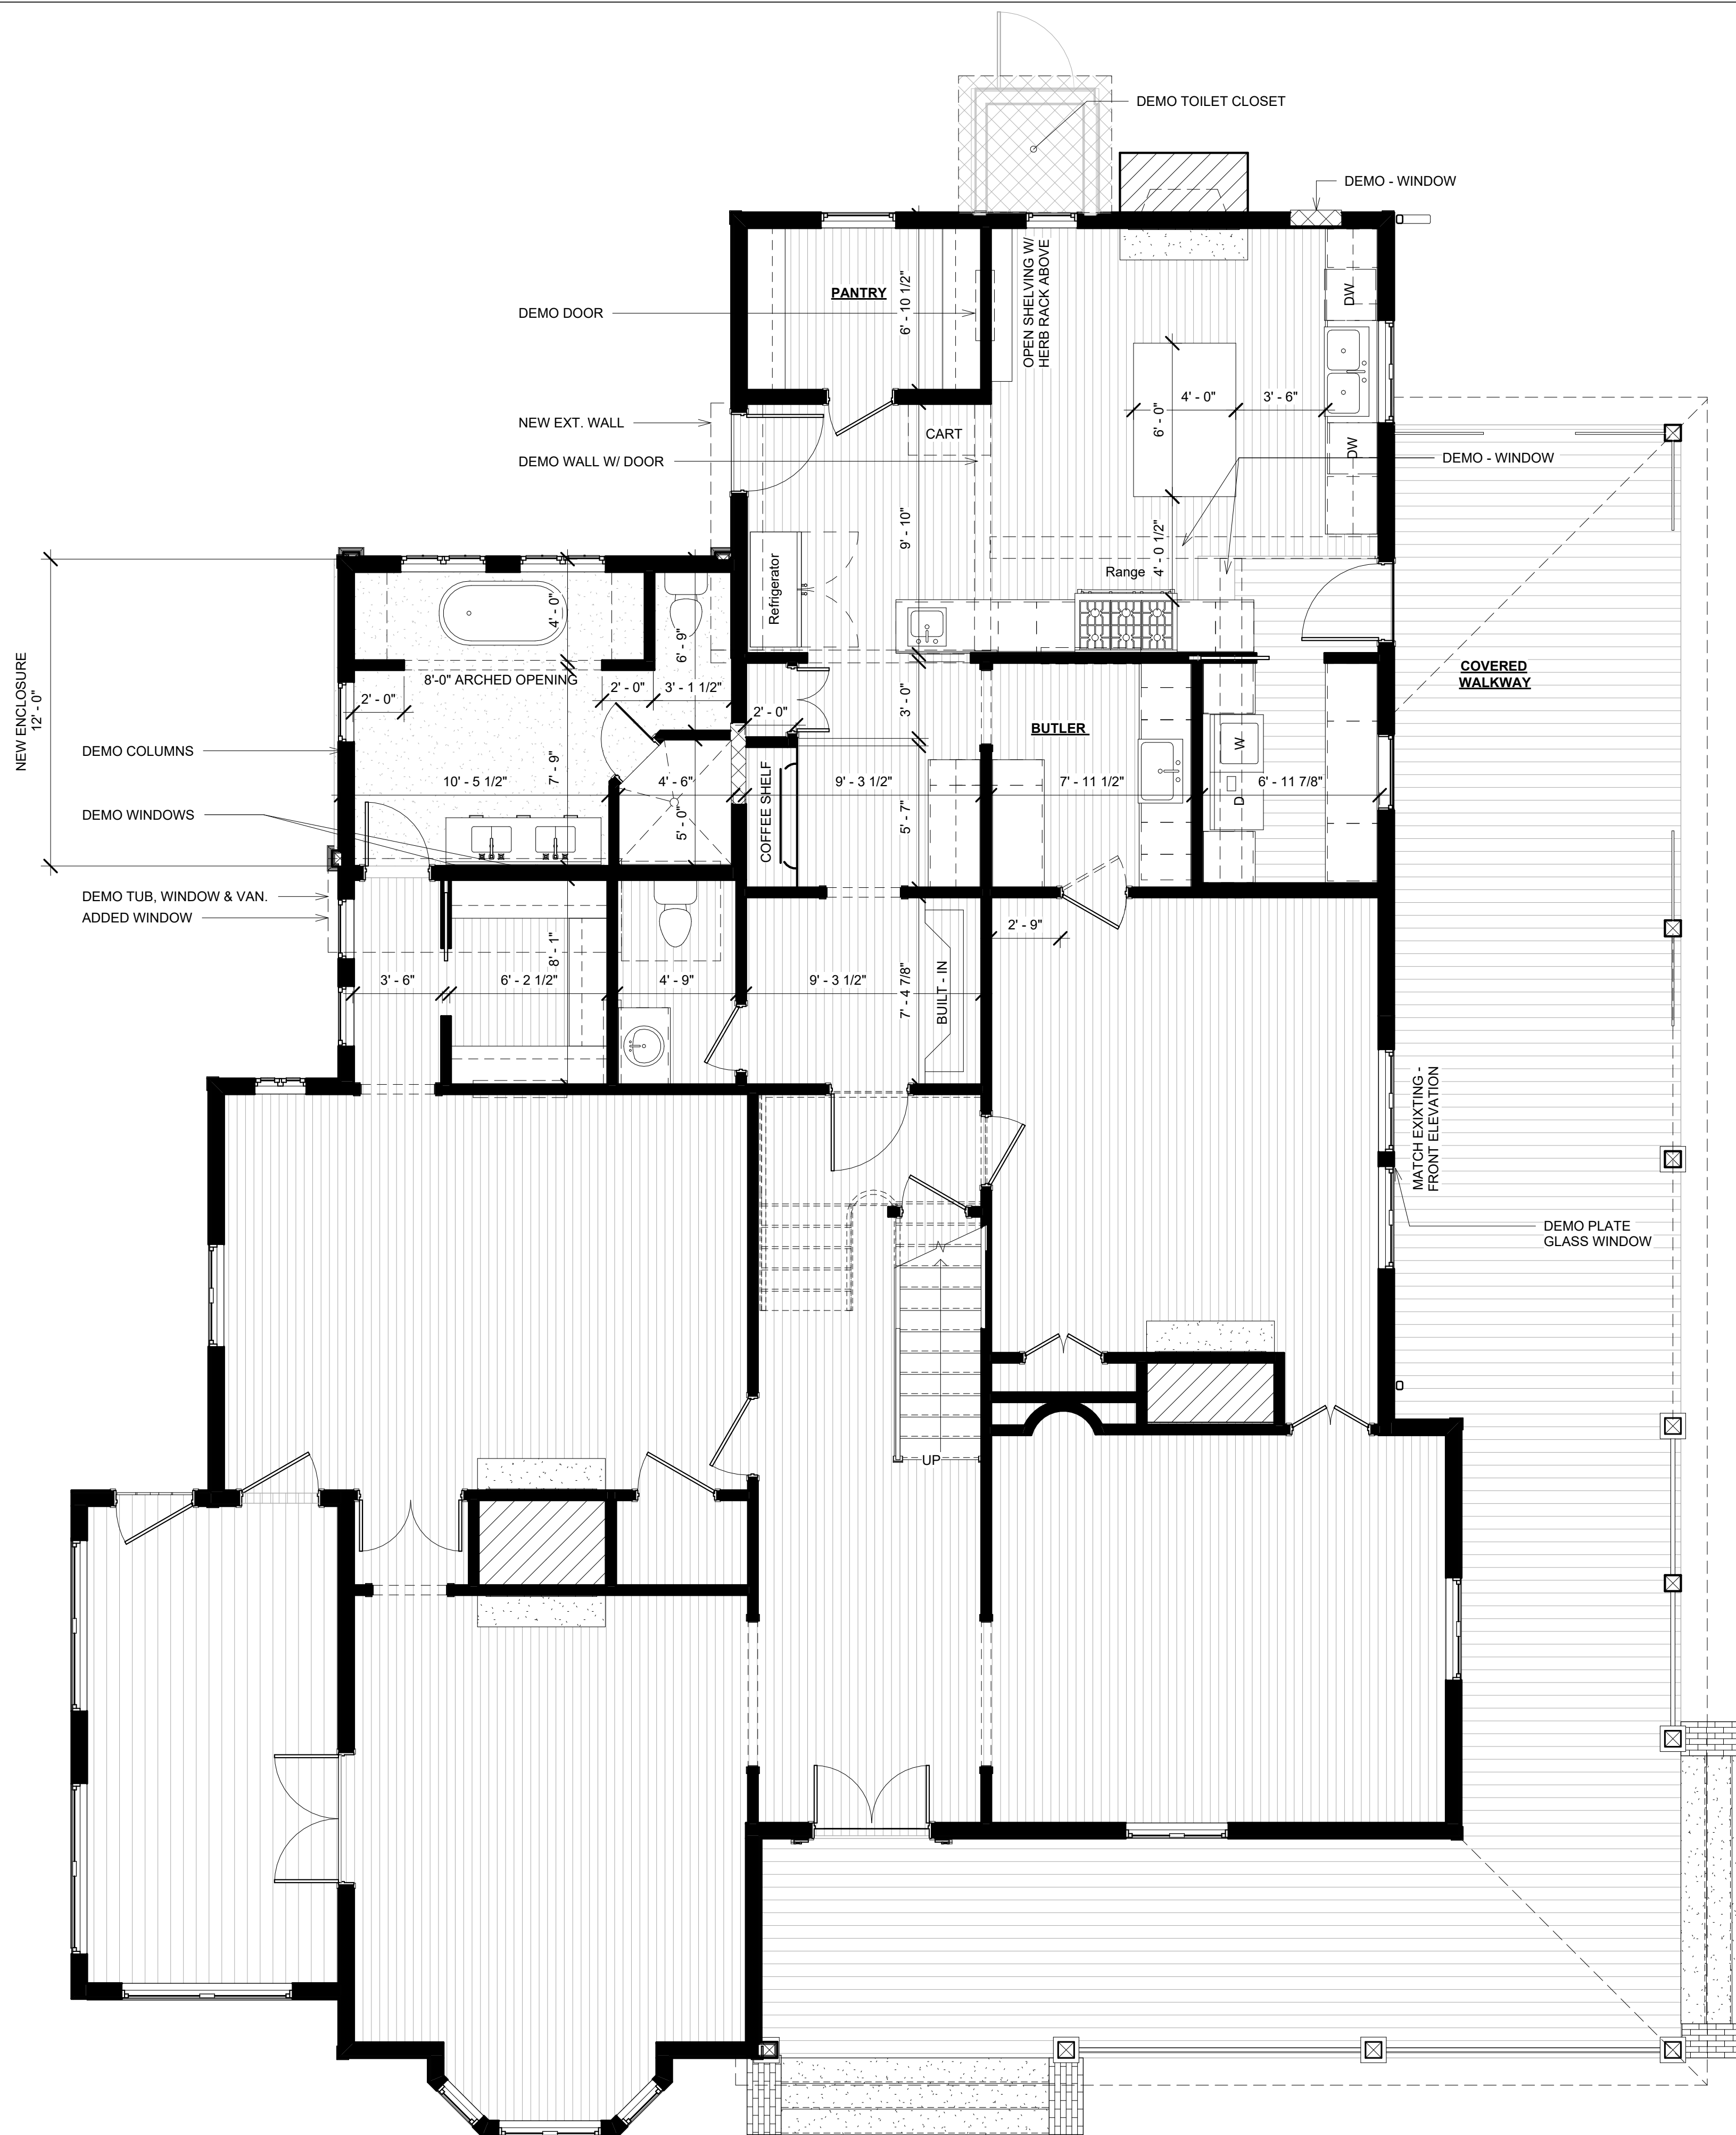 DEMO TOILET CLOSET
DEMO - WINDOW
OPEN SHELVING W/
HERB RACK ABOVE
PANTRY
6' - 10 1/2"
DW
DEMO DOOR
4' - 0"
3' - 6"
6' - 0"
NEW EXT. WALL
CART
DW
DEMO WALL W/ DOOR
DEMO - WINDOW
9' - 10"
4' - 0 1/2"
Range
Refrigerator
4' - 0"
6' - 9"
NEW ENCLOSURE
12' - 0"
8'-0" ARCHED OPENING
2' - 0"
3' - 1 1/2"
2' - 0"
2' - 0"
3' - 0"
COVERED
WALKWAY
BUTLER
DEMO COLUMNS
W
10' - 5 1/2"
7' - 9"
4' - 6"
9' - 3 1/2"
7' - 11 1/2"
6' - 11 7/8"
D
COFFEE SHELF
5' - 7"
5' - 0"
DEMO WINDOWS
DEMO TUB, WINDOW & VAN.
ADDED WINDOW
2' - 9"
8' - 1"
3' - 6"
6' - 2 1/2"
4' - 9"
9' - 3 1/2"
7' - 4 7/8"
BUILT - IN
MATCH EXIXTING -
FRONT ELEVATION
DEMO PLATE
GLASS WINDOW
UP